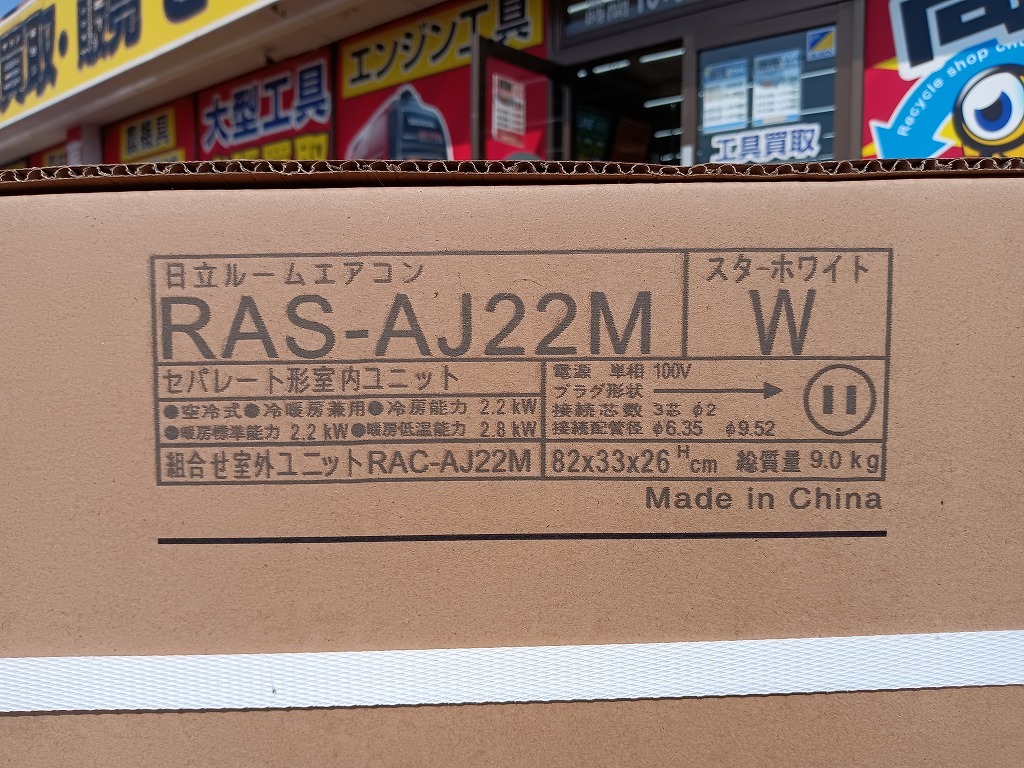 買取・販売
農機具
大型工具
エンジン工具
時間
工具買取
Recycle shop
日立ルームエアコン
スターホワイト
RAS-AJ22M
W
セパレート形室内ユニット
●空冷式●冷暖房兼用●冷房能力 2.2 kW
●暖房標準能力 2.2 kW●暖房低温能力 2.8 kW
電源 単相 100V
プラグ形状
接続芯数 3芯 φ2
接続配管径 φ6.35 φ9.52
組合せ室外ユニットRAC-AJ22M
82x33x26 H cm 総質量 9.0 kg
Made in China